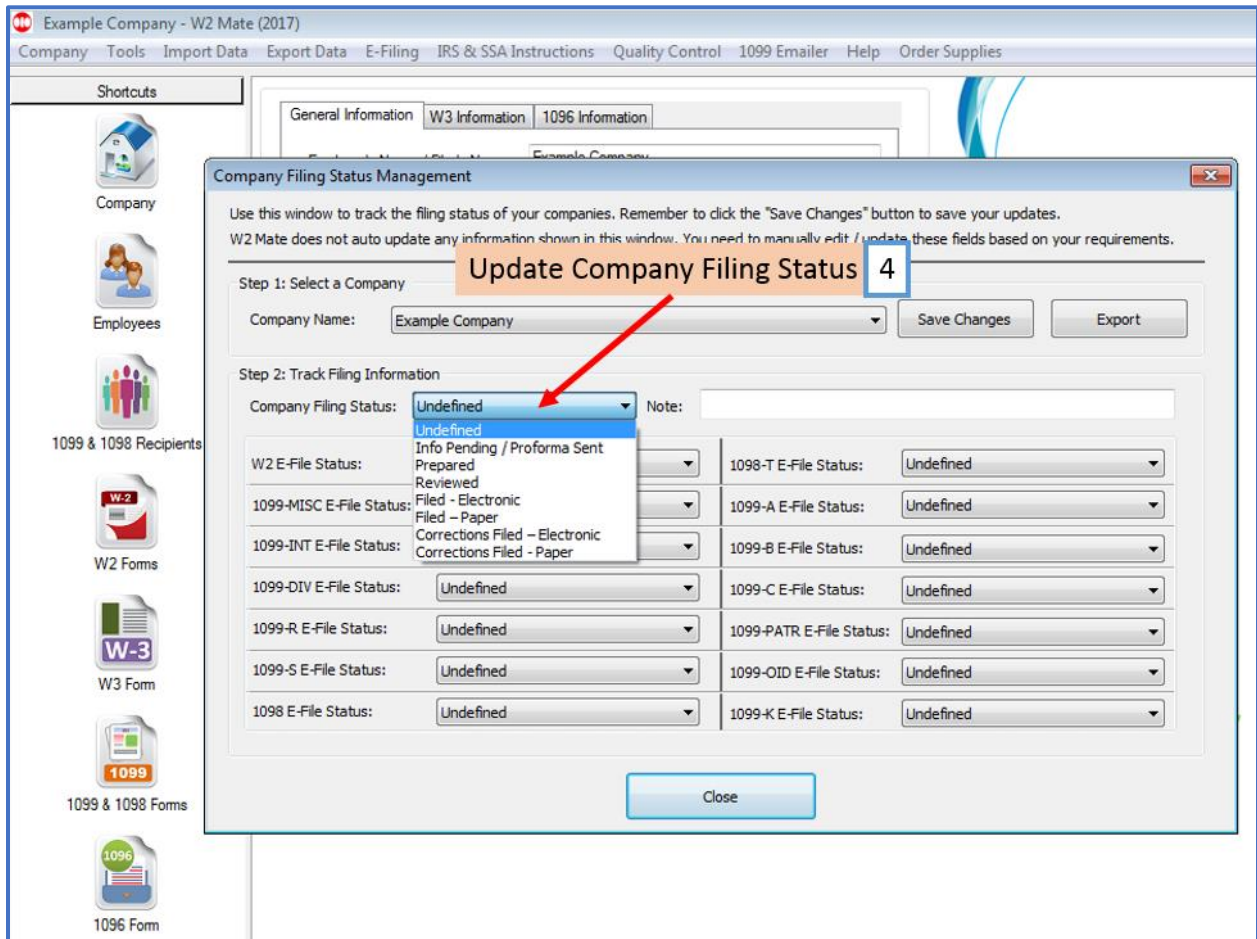 Example Company - W2 Mate (2017)
Company Tools Import Data Export Data E-Filing IRS & SSA Instructions Quality Control 1099 Emailer Help Order Supplies
Shortcuts
Company
Employees
1099 & 1098 Recipients
W-2
W2 Forms
W-3
W3 Form
1099
1099 & 1098 Forms
1096
1096 Form
General Information W3 Information 1096 Information
Example Company
Company Filing Status Management
Use this window to track the filing status of your companies. Remember to click the "Save Changes" button to save your updates.
W2 Mate does not auto update any information shown in this window. You need to manually edit / update these fields based on your requirements.
Update Company Filing Status 4
Step 1: Select a Company
Company Name: Example Company Save Changes Export
Step 2: Track Filing Information
Company Filing Status: Undefined Note:
Undefined
Info Pending / Proforma Sent
Prepared
Reviewed
Filed - Electronic
Filed – Paper
Corrections Filed – Electronic
Corrections Filed - Paper
W2 E-File Status:
1099-MISC E-File Status:
1099-INT E-File Status:
1099-DIV E-File Status: Undefined
1099-R E-File Status: Undefined
1099-S E-File Status: Undefined
1098 E-File Status: Undefined
1098-T E-File Status: Undefined
1099-A E-File Status: Undefined
1099-B E-File Status: Undefined
1099-C E-File Status: Undefined
1099-PATR E-File Status: Undefined
1099-OID E-File Status: Undefined
1099-K E-File Status: Undefined
Close